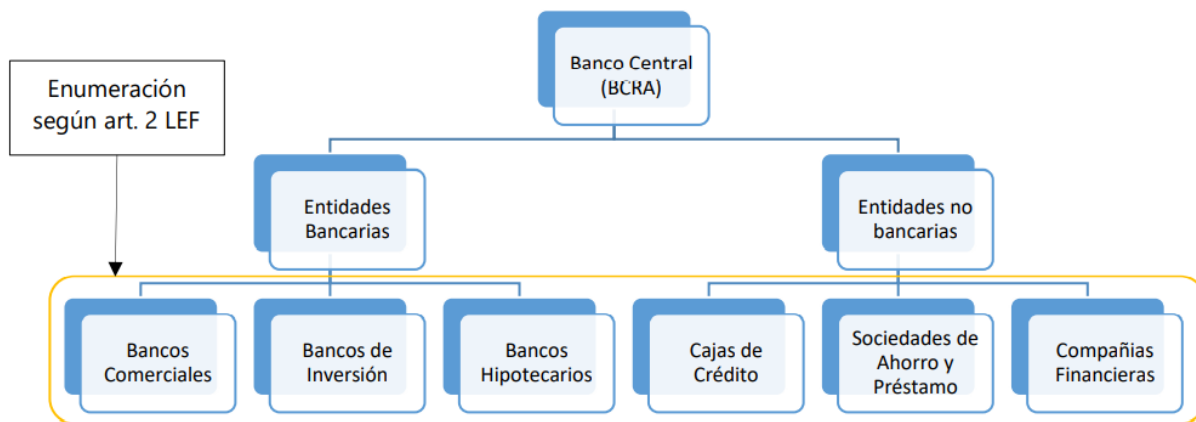 Banco Central
(BCRA)
Enumeración
según art. 2 LEF
Entidades
Bancarias
Entidades no
bancarias
Bancos
Comerciales
Bancos de
Inversión
Bancos
Hipotecarios
Cajas de
Crédito
Sociedades de
Ahorro y
Préstamo
Compañias
Financieras